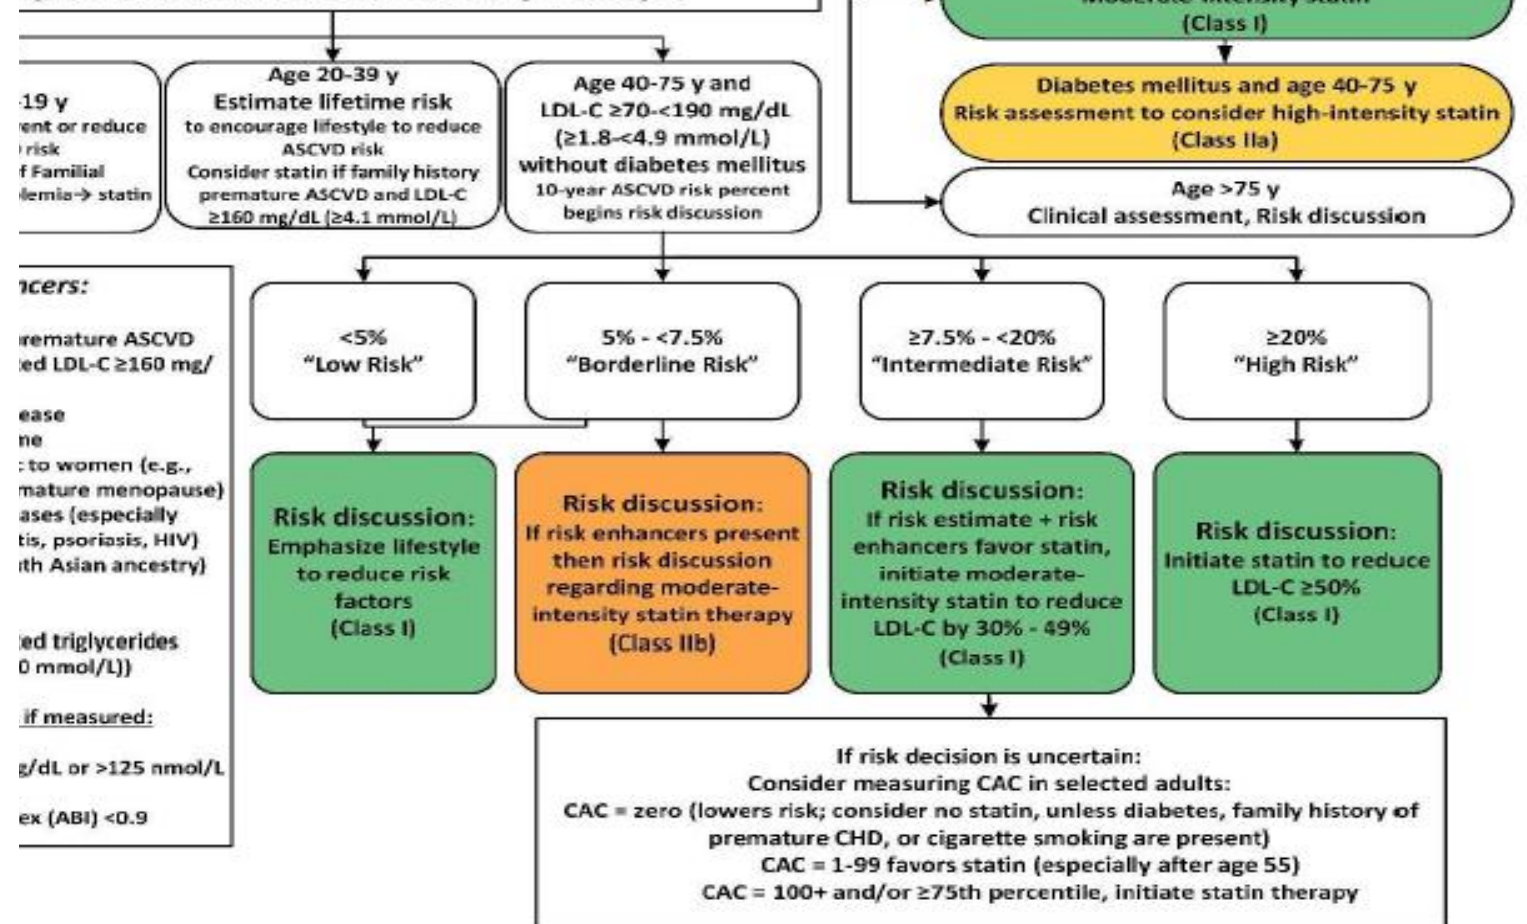 (Class I)
Diabetes mellitus and age 40-75 y
Risk assessment to consider high-intensity statin
(Class IIa)
Age >75 y
Clinical assessment, Risk discussion
-19 y
ent or reduce
risk
f Familial
lemia→ statin
Age 20-39 y
Estimate lifetime risk
to encourage lifestyle to reduce
ASCVD risk
Consider statin if family history
premature ASCVD and LDL-C
≥160 mg/dL (≥4.1 mmol/L)
Age 40-75 y and
LDL-C ≥70-<190 mg/dL
(≥1.8-<4.9 mmol/L)
without diabetes mellitus
10-year ASCVD risk percent
begins risk discussion
ncers:
remature ASCVD
ed LDL-C ≥160 mg/
ease
me
to women (e.g.,
mature menopause)
ases (especially
tis, psoriasis, HIV)
th Asian ancestry)
ed triglycerides
0 mmol/L))
if measured:
g/dL or >125 nmol/L
ex (ABI) <0.9
<5%
“Low Risk”
5% - <7.5%
“Borderline Risk”
≥7.5% - <20%
“Intermediate Risk”
≥20%
“High Risk”
Risk discussion:
Emphasize lifestyle
to reduce risk
factors
(Class I)
Risk discussion:
If risk enhancers present
then risk discussion
regarding moderate-
intensity statin therapy
(Class IIb)
Risk discussion:
If risk estimate + risk
enhancers favor statin,
initiate moderate-
intensity statin to reduce
LDL-C by 30% - 49%
(Class I)
Risk discussion:
Initiate statin to reduce
LDL-C ≥50%
(Class I)
If risk decision is uncertain:
Consider measuring CAC in selected adults:
CAC = zero (lowers risk; consider no statin, unless diabetes, family history of
premature CHD, or cigarette smoking are present)
CAC = 1-99 favors statin (especially after age 55)
CAC = 100+ and/or ≥75th percentile, initiate statin therapy